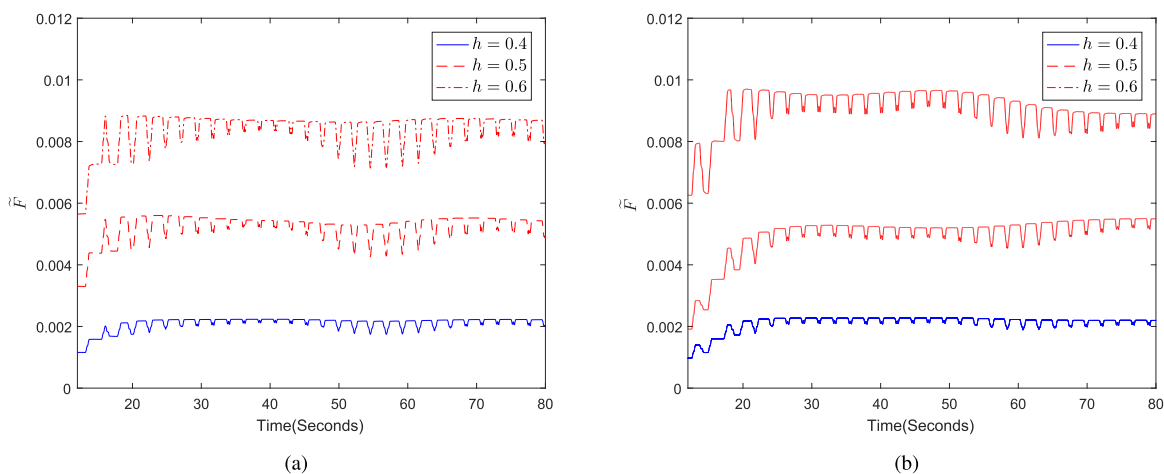 0.012
0.01
0.008
0.006
0.004
0.002
0
F̃
h = 0.4
h = 0.5
h = 0.6
20 30 40 50 60 70 80
Time(Seconds)
(a)
0.012
0.01
0.008
0.006
0.004
0.002
0
F̃
h = 0.4
h = 0.5
h = 0.6
20 30 40 50 60 70 80
Time(Seconds)
(b)